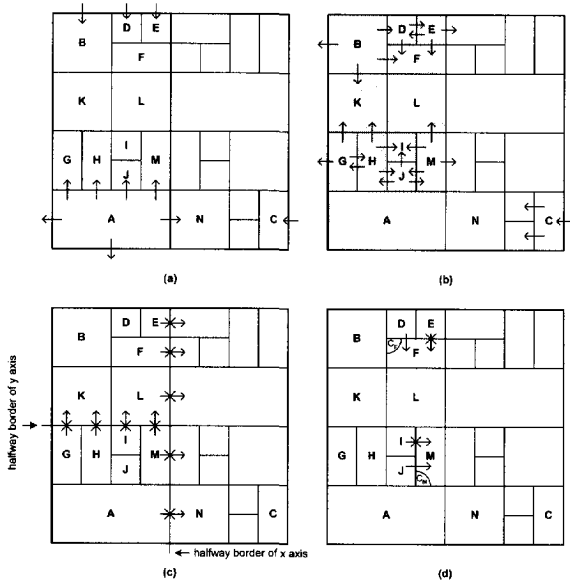 D E
B
F
K L
I
G H M
J
A N C
(a)
D E
B
F
K L
I
G H M
J
A N C
(b)
halfway border of y axis
D E
B
F
K L
I
G H M
J
A N C
halfway border of x axis
(c)
D E
B
F
K L
I
G H M
J
A N C
(d)